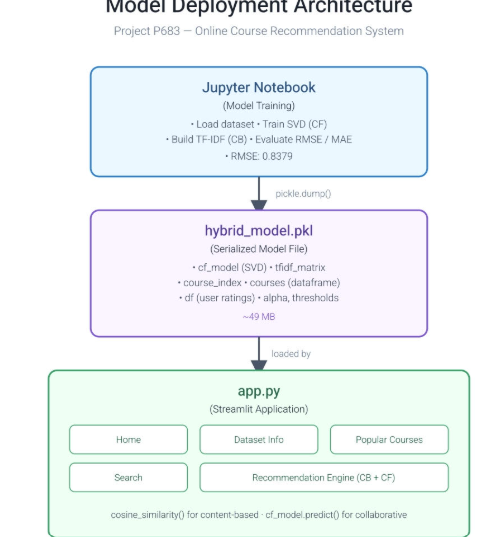 Model Deployment Architecture
Project P683 — Online Course Recommendation System
Jupyter Notebook
(Model Training)
• Load dataset • Train SVD (CF)
• Build TF-IDF (CB) • Evaluate RMSE / MAE
• RMSE: 0.8379
pickle.dump()
hybrid_model.pkl
(Serialized Model File)
• cf_model (SVD) • tfidf_matrix
• course_index • courses (dataframe)
• df (user ratings) • alpha, thresholds
~49 MB
loaded by
app.py
(Streamlit Application)
Home
Dataset Info
Popular Courses
Search
Recommendation Engine (CB + CF)
cosine_similarity() for content-based · cf_model.predict() for collaborative